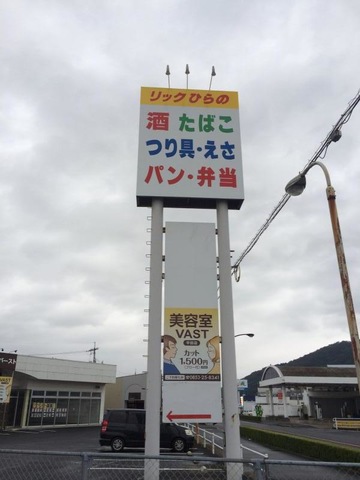 リックひらの
酒 たばこ
つり具・えさ
パン・弁当
美容室
VAST
カット
1,500円